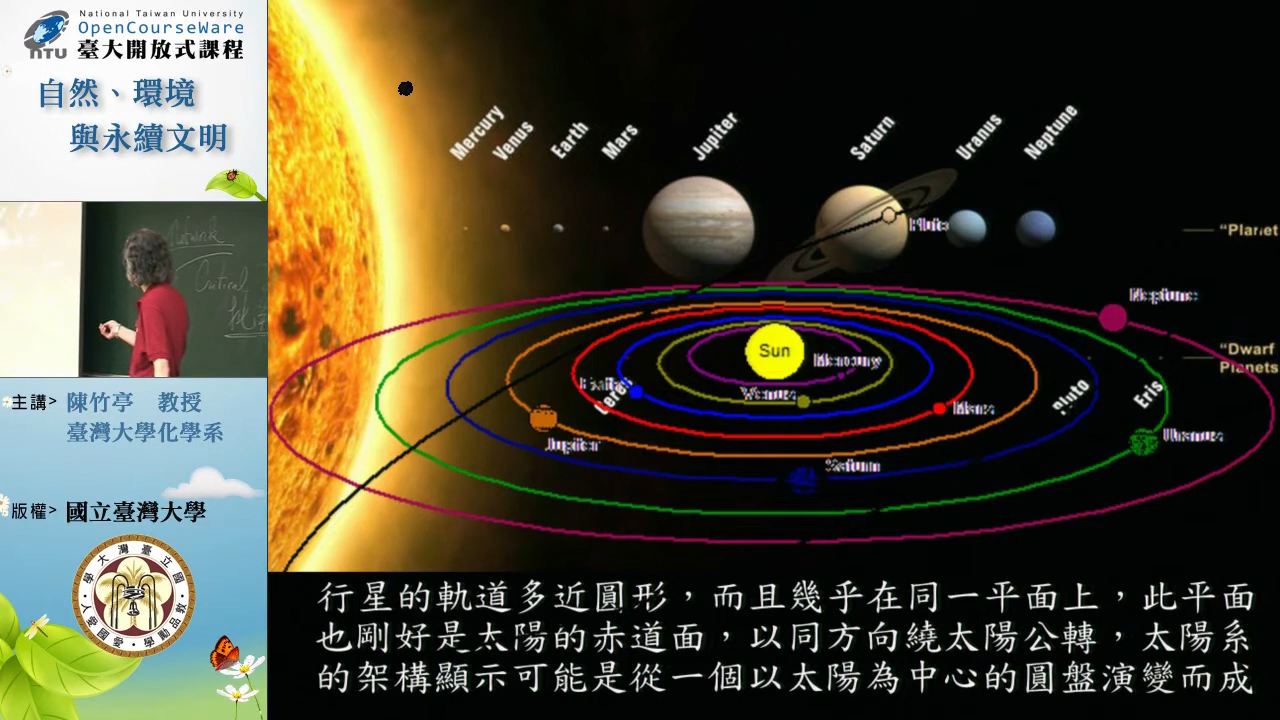 National Taiwan University
OpenCourseWare
NTU
臺大開放式課程
自然、環境
與永續文明
Network
Critical
主講> 陳竹亭 教授
臺灣大學化學系
版權> 國立臺灣大學
Mercury
Venus
Earth
Mars
Jupiter
Saturn
Uranus
Neptune
Pluto
"Planet
Neptune
Sun
Mercury
"Dwarf
Planets
Ceres
Venus
Mars
Pluto
Eris
Jupiter
Uranus
Saturn
行星的軌道多近圓形，而且幾乎在同一平面上，此平面
也剛好是太陽的赤道面，以同方向繞太陽公轉，太陽系
的架構顯示可能是從一個以太陽為中心的圓盤演變而成